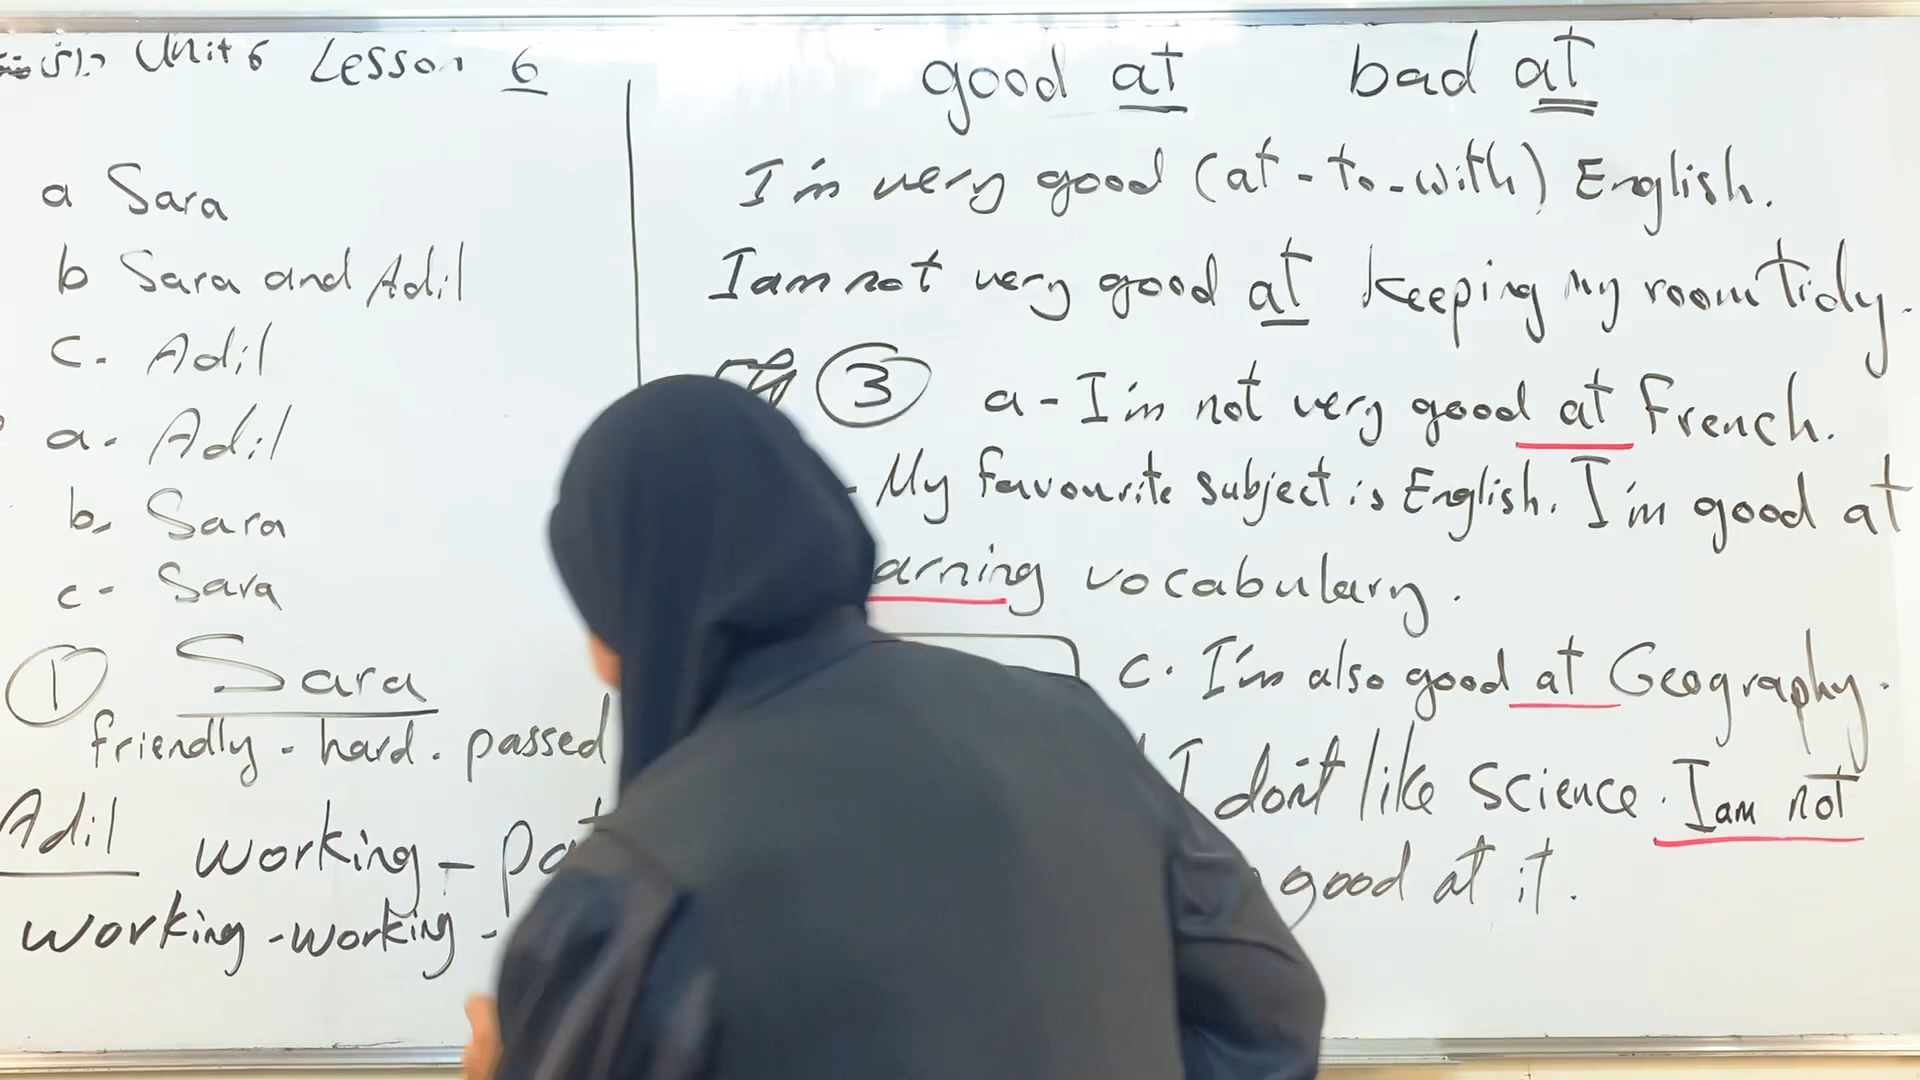 Unit 6 Lesson 6
a Sara
b Sara and Adil
c. Adil
a. Adil
b. Sara
c- Sara
1 Sara
friendly - hard. passed
Adil working -
working - working -
good at bad at
I'm very good (at - to - with) English.
I am not very good at keeping my room tidy.
3 a - I'm not very good at French.
- My favourite subject is English. I'm good at
arning vocabulary.
c. I'm also good at Geography.
I don't like science. I am not
good at it.